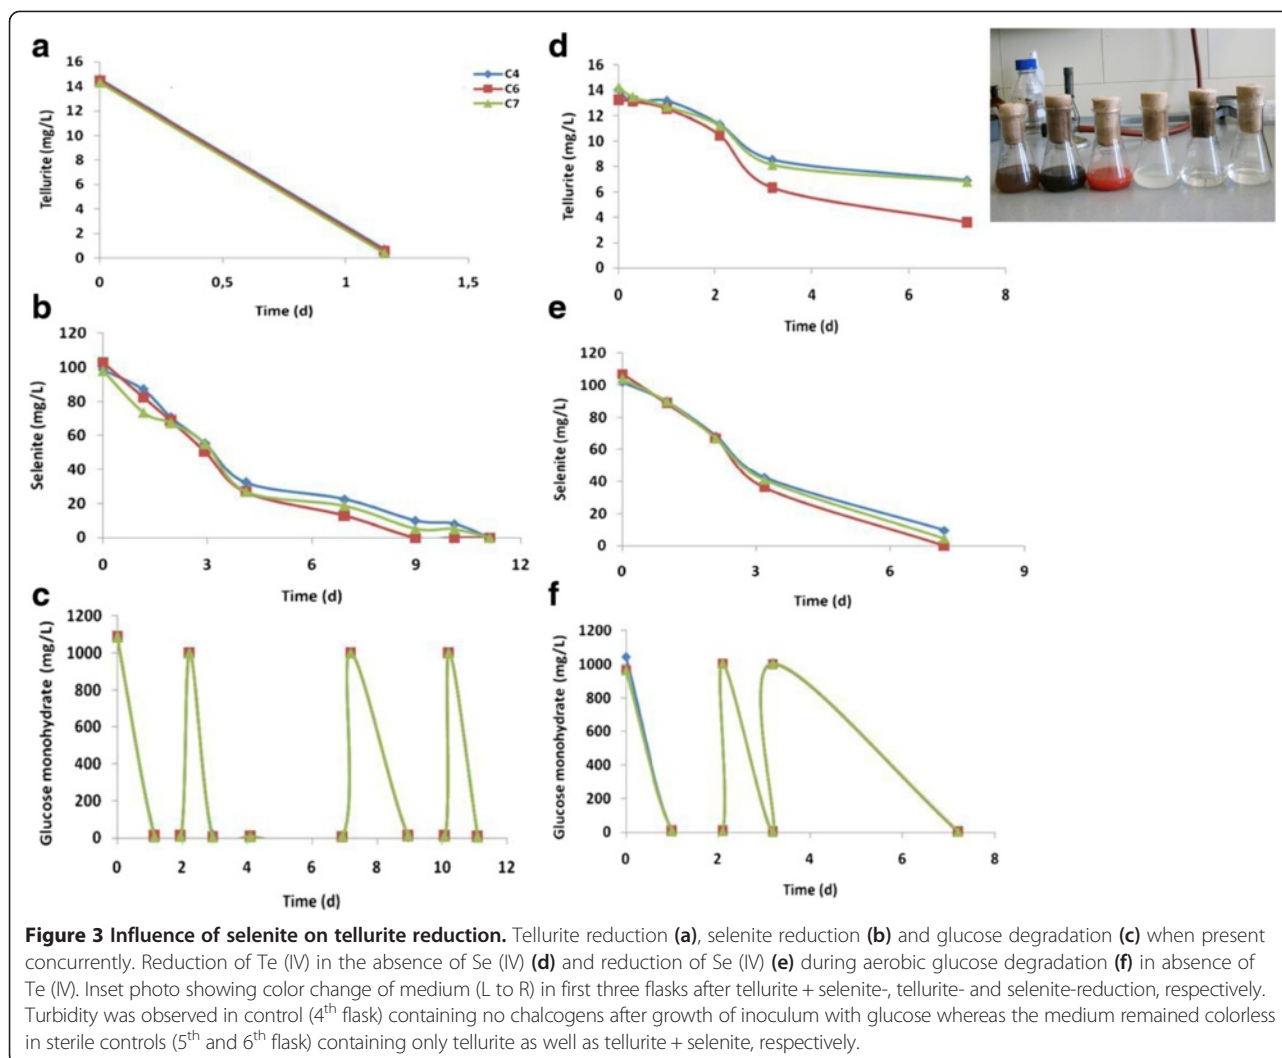 a
16
14
12
10
8
6
4
2
0
Tellurite (mg/L)
0
0,5
1
1,5
Time (d)
C4
C6
C7
d
16
14
12
10
8
6
4
2
0
Tellurite (mg/L)
0
2
4
6
8
Time (d)
b
120
100
80
60
40
20
0
Selenite (mg/L)
0
3
6
9
12
Time (d)
e
120
100
80
60
40
20
0
Selenite (mg/L)
0
3
6
9
Time (d)
c
1200
1000
800
600
400
200
0
Glucose monohydrate (mg/L)
0
2
4
6
8
10
12
Time (d)
f
1200
1000
800
600
400
200
0
Glucose monohydrate (mg/L)
0
2
4
6
8
Time (d)
Figure 3 Influence of selenite on tellurite reduction. Tellurite reduction (a), selenite reduction (b) and glucose degradation (c) when present
concurrently. Reduction of Te (IV) in the absence of Se (IV) (d) and reduction of Se (IV) (e) during aerobic glucose degradation (f) in absence of
Te (IV). Inset photo showing color change of medium (L to R) in first three flasks after tellurite + selenite-, tellurite- and selenite-reduction, respectively.
Turbidity was observed in control (4th flask) containing no chalcogens after growth of inoculum with glucose whereas the medium remained colorless
in sterile controls (5th and 6th flask) containing only tellurite as well as tellurite + selenite, respectively.